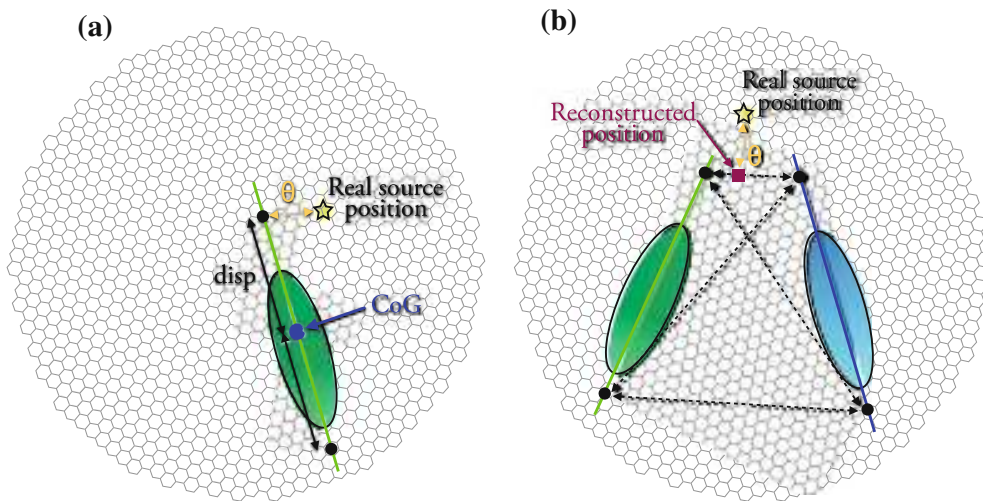 (a)
θ
Real source
position
disp
CoG
(b)
Real source
position
Reconstructed
position
θ